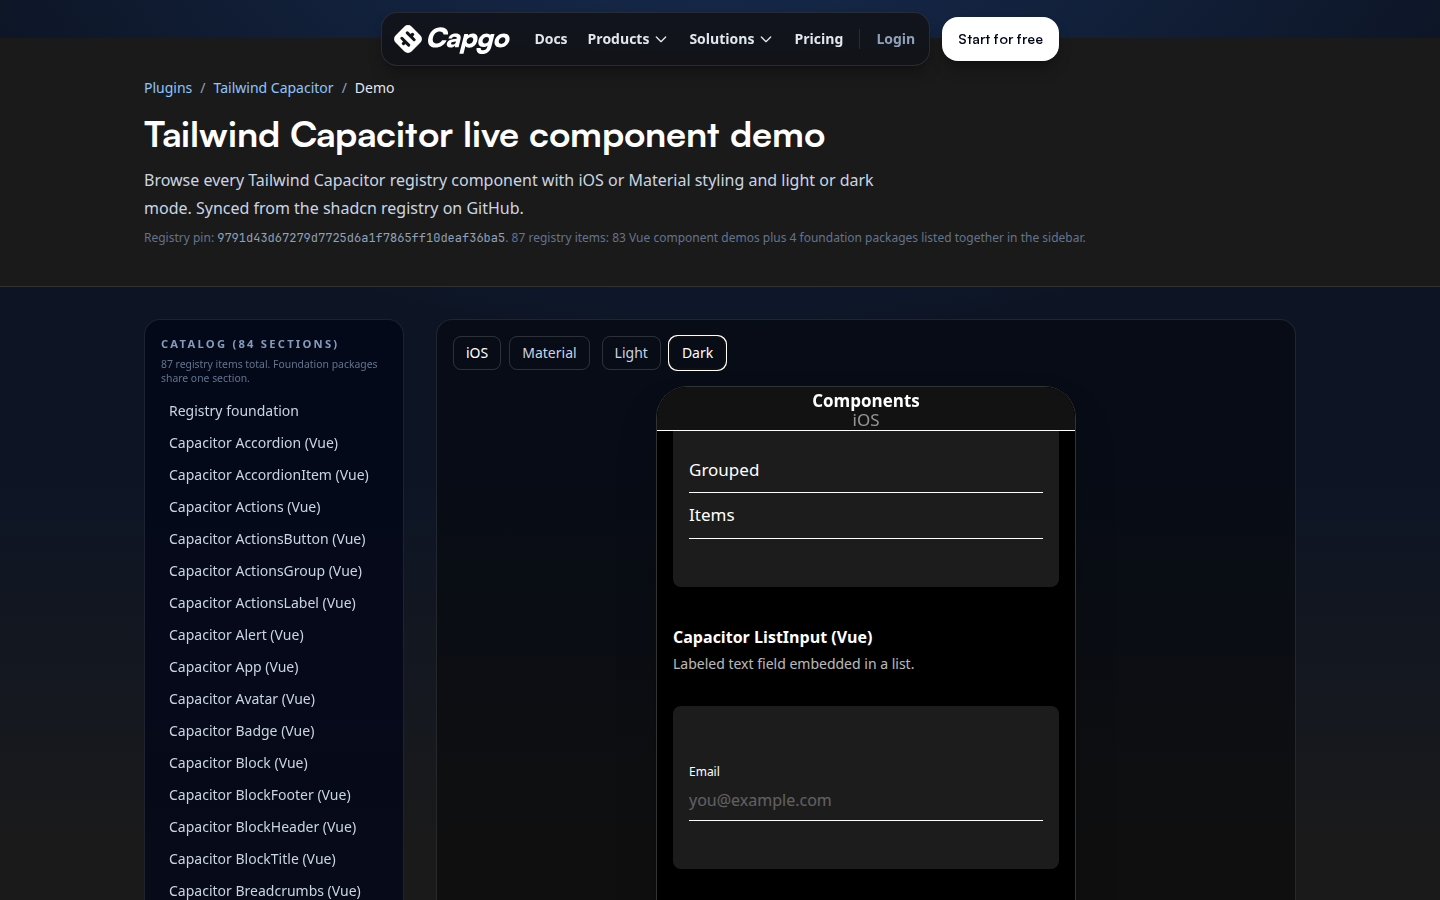 Capgo
Docs
Products
Solutions
Pricing
Login
Start for free
Plugins / Tailwind Capacitor / Demo
Tailwind Capacitor live component demo
Browse every Tailwind Capacitor registry component with iOS or Material styling and light or dark
mode. Synced from the shadcn registry on GitHub.
Registry pin: 9791d43d67279d7725d6a1f7865ff10deaf36ba5. 87 registry items: 83 Vue component demos plus 4 foundation packages listed together in the sidebar.
CATALOG (84 SECTIONS)
87 registry items total. Foundation packages
share one section.
Registry foundation
Capacitor Accordion (Vue)
Capacitor AccordionItem (Vue)
Capacitor Actions (Vue)
Capacitor ActionsButton (Vue)
Capacitor ActionsGroup (Vue)
Capacitor ActionsLabel (Vue)
Capacitor Alert (Vue)
Capacitor App (Vue)
Capacitor Avatar (Vue)
Capacitor Badge (Vue)
Capacitor Block (Vue)
Capacitor BlockFooter (Vue)
Capacitor BlockHeader (Vue)
Capacitor BlockTitle (Vue)
Capacitor Breadcrumbs (Vue)
iOS
Material
Light
Dark
Components
iOS
Grouped
Items
Capacitor ListInput (Vue)
Labeled text field embedded in a list.
Email
you@example.com